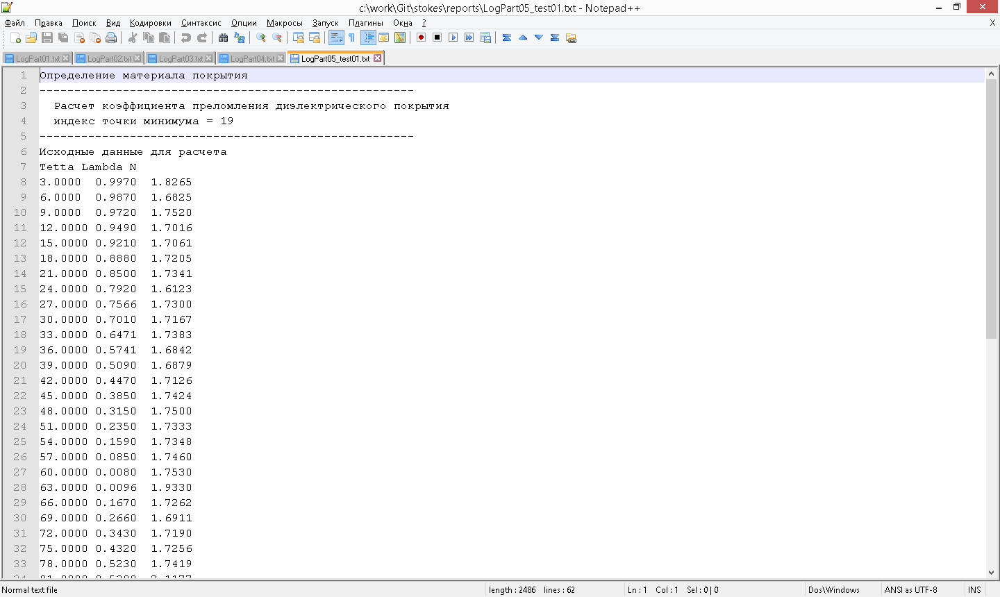 c:\work\Git\stokes\reports\LogPart05_test01.txt - Notepad++
Файл Правка Поиск Вид Кодировки Синтаксис Опции Макросы Запуск Плагины Окна ? X
LogPart01.txt LogPart02.txt LogPart03.txt LogPart04.txt LogPart05_test01.txt
1 Определение материала покрытия
2 ------------------------------------------------------
3 Расчет коэффициента преломления диэлектрического покрытия
4 индекс точки минимума = 19
5 ------------------------------------------------------
6 Исходные данные для расчета
7 Tetta Lambda N
8 3.0000 0.9970 1.8265
9 6.0000 0.9870 1.6825
10 9.0000 0.9720 1.7520
11 12.0000 0.9490 1.7016
12 15.0000 0.9210 1.7061
13 18.0000 0.8880 1.7205
14 21.0000 0.8500 1.7341
15 24.0000 0.7920 1.6123
16 27.0000 0.7566 1.7300
17 30.0000 0.7010 1.7167
18 33.0000 0.6471 1.7383
19 36.0000 0.5741 1.6842
20 39.0000 0.5090 1.6879
21 42.0000 0.4470 1.7126
22 45.0000 0.3850 1.7424
23 48.0000 0.3150 1.7500
24 51.0000 0.2350 1.7333
25 54.0000 0.1590 1.7348
26 57.0000 0.0850 1.7460
27 60.0000 0.0080 1.7530
28 63.0000 0.0096 1.9330
29 66.0000 0.1670 1.7262
30 69.0000 0.2660 1.6911
31 72.0000 0.3430 1.7190
32 75.0000 0.4320 1.7256
33 78.0000 0.5230 1.7419
Normal text file length : 2486 lines : 62 Ln : 1 Col : 1 Sel : 0 | 0 Dos\Windows ANSI as UTF-8 INS